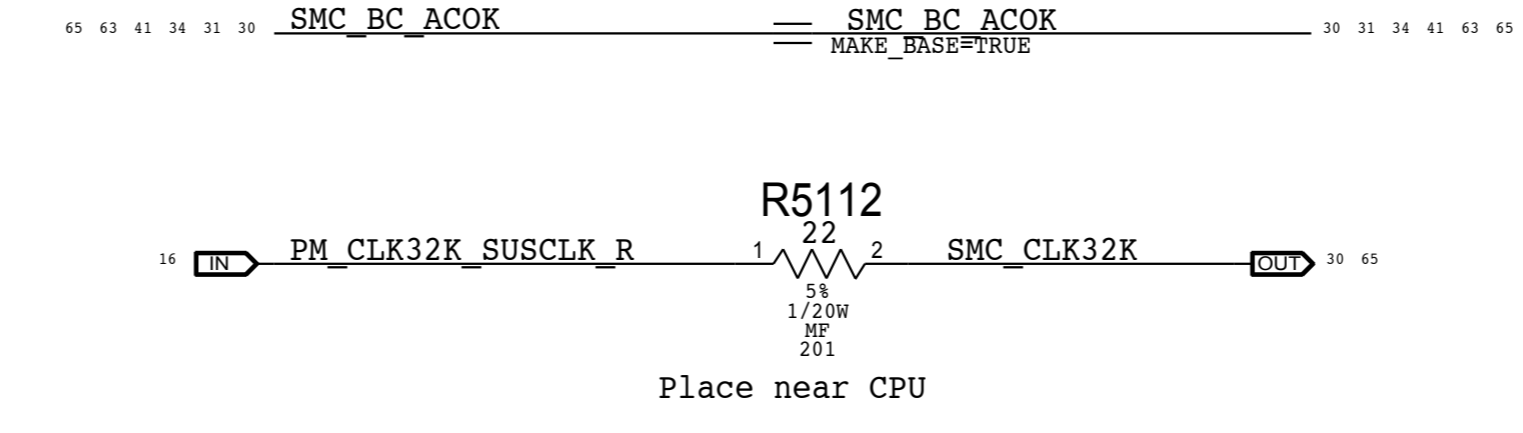 65 63 41 34 31 30 SMC_BC_ACOK SMC_BC_ACOK 30 31 34 41 63 65
MAKE_BASE=TRUE
R5112
22
16 IN PM_CLK32K_SUSCLK_R 1 2 SMC_CLK32K OUT 30 65
5%
1/20W
MF
201
Place near CPU